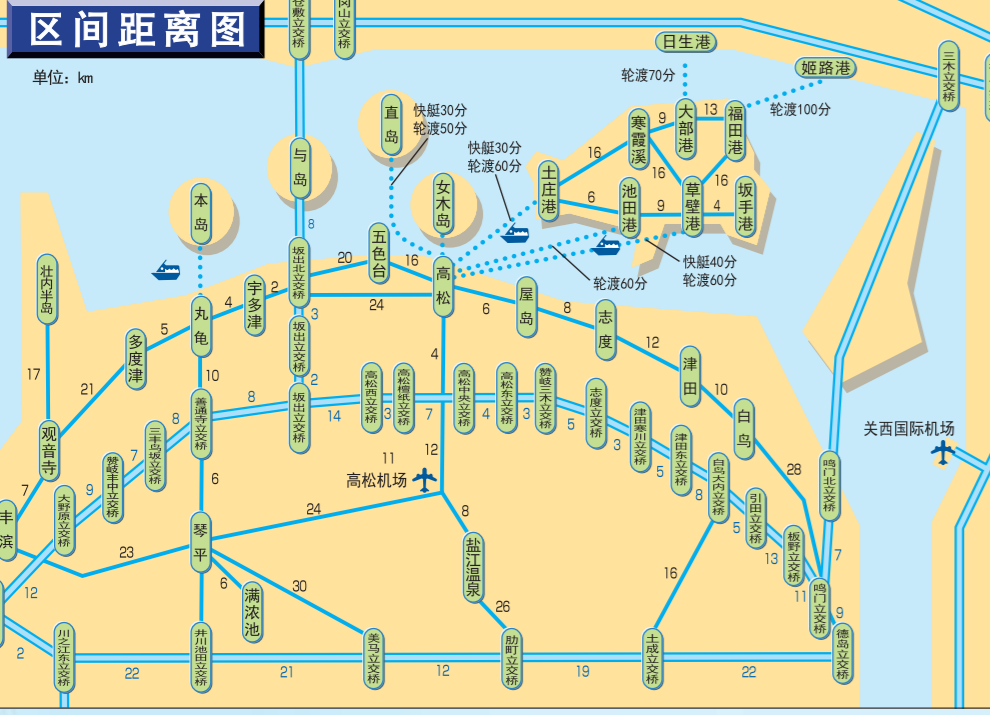 区间距离图
单位：km
仓敷立交桥
冈山立交桥
日生港
姬路港
三木立交桥
轮渡70分
轮渡100分
直岛
快艇30分
轮渡50分
快艇30分
轮渡60分
寒霞溪
9
大部港
13
福田港
16
16
16
土庄港
6
池田港
9
草壁港
4
坂手港
与岛
本岛
女木岛
8
快艇40分
轮渡60分
轮渡60分
壮内半岛
五色台
20
16
坂出北立交桥
高松
24
宇多津
2
4
丸龟
5
多度津
屋岛
6
8
志度
12
津田
10
白鸟
28
3
坂出立交桥
2
坂出立交桥
4
17
21
10
8
14
高松西立交桥
3
高松檀纸立交桥
7
高松中央立交桥
4
高松东立交桥
3
赞岐三木立交桥
5
志度立交桥
3
津田寒川立交桥
5
津田东立交桥
8
白鸟大内立交桥
5
引田立交桥
13
板野立交桥
11
鸣门立交桥
9
德岛立交桥
鸣门北立交桥
7
关西国际机场
观音寺
善通寺立交桥
8
三丰鸟坂立交桥
7
赞岐丰中立交桥
9
大野原立交桥
7
丰滨
12
2
11
高松机场
12
6
24
琴平
23
8
盐江温泉
26
6
满浓池
30
16
川之江东立交桥
22
井川池田立交桥
21
美马立交桥
12
肋町立交桥
19
土成立交桥
22